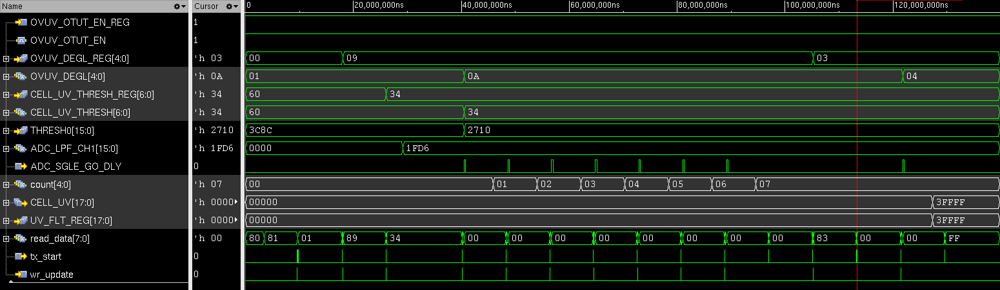 Name Cursor 0 20,000,000ns 40,000,000ns 60,000,000ns 80,000,000ns 100,000,000ns 120,000,000ns
OVUV_OTUT_EN_REG 1
OVUV_OTUT_EN 1
OVUV_DEGL_REG[4:0] 'h 03 00 09 03
OVUV_DEGL[4:0] 'h 0A 01 0A 04
CELL_UV_THRESH_REG[6:0] 'h 34 60 34
CELL_UV_THRESH[6:0] 'h 34 60 34
THRESH0[15:0] 'h 2710 3C8C 2710
ADC_LPF_CH1[15:0] 'h 1FD6 0000 1FD6
ADC_SGLE_GO_DLY 0
count[4:0] 'h 07 00 01 02 03 04 05 06 07
CELL_UV[17:0] 'h 0000 00000 3FFFF
UV_FLT_REG[17:0] 'h 0000 00000 3FFFF
read_data[7:0] 'h 00 80 81 01 89 34 00 00 00 00 00 00 00 00 83 00 00 FF
tx_start 0
wr_update 0